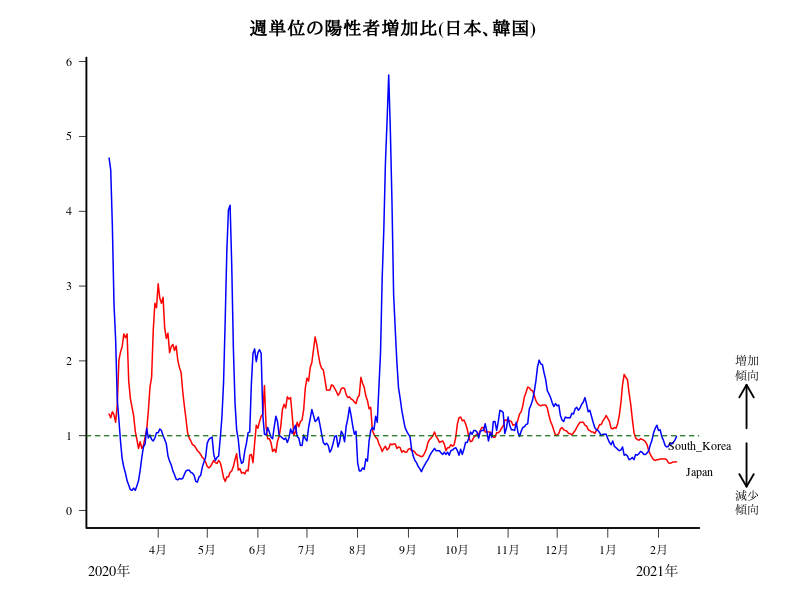 週単位の陽性者増加比(日本、韓国)
6
5
4
3
2
1
0
増加
傾向
South_Korea
Japan
減少
傾向
4月 5月 6月 7月 8月 9月 10月 11月 12月 1月 2月
2020年 2021年